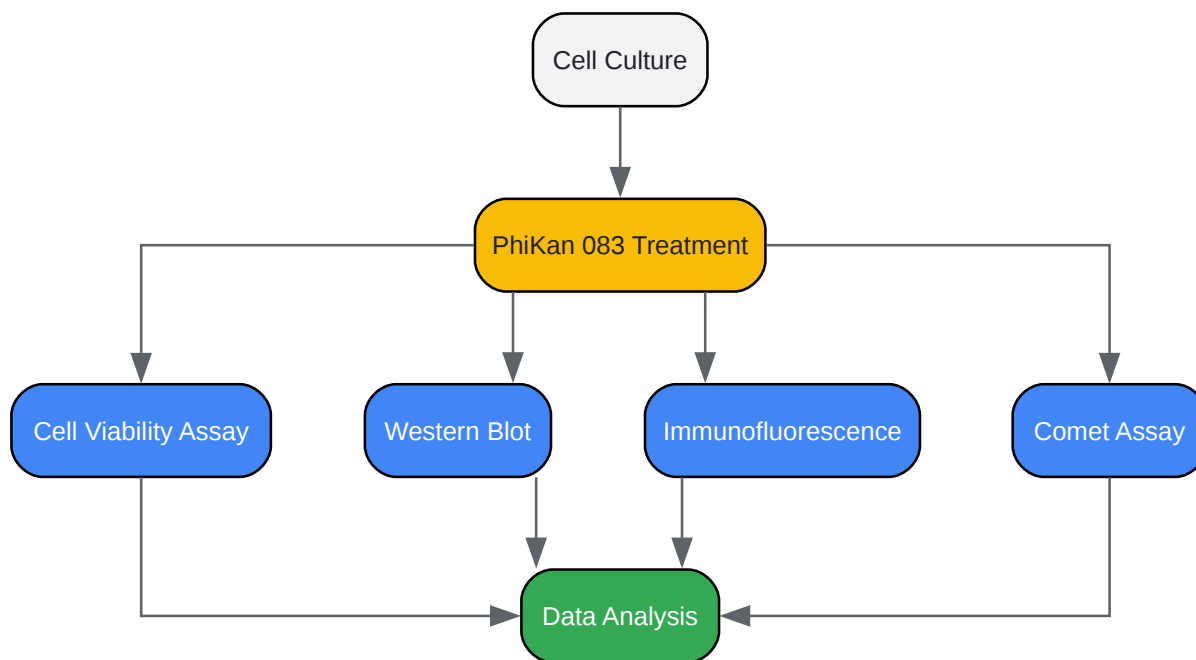 Cell Culture
PhiKan 083 Treatment
Cell Viability Assay
Western Blot
Immunofluorescence
Comet Assay
Data Analysis